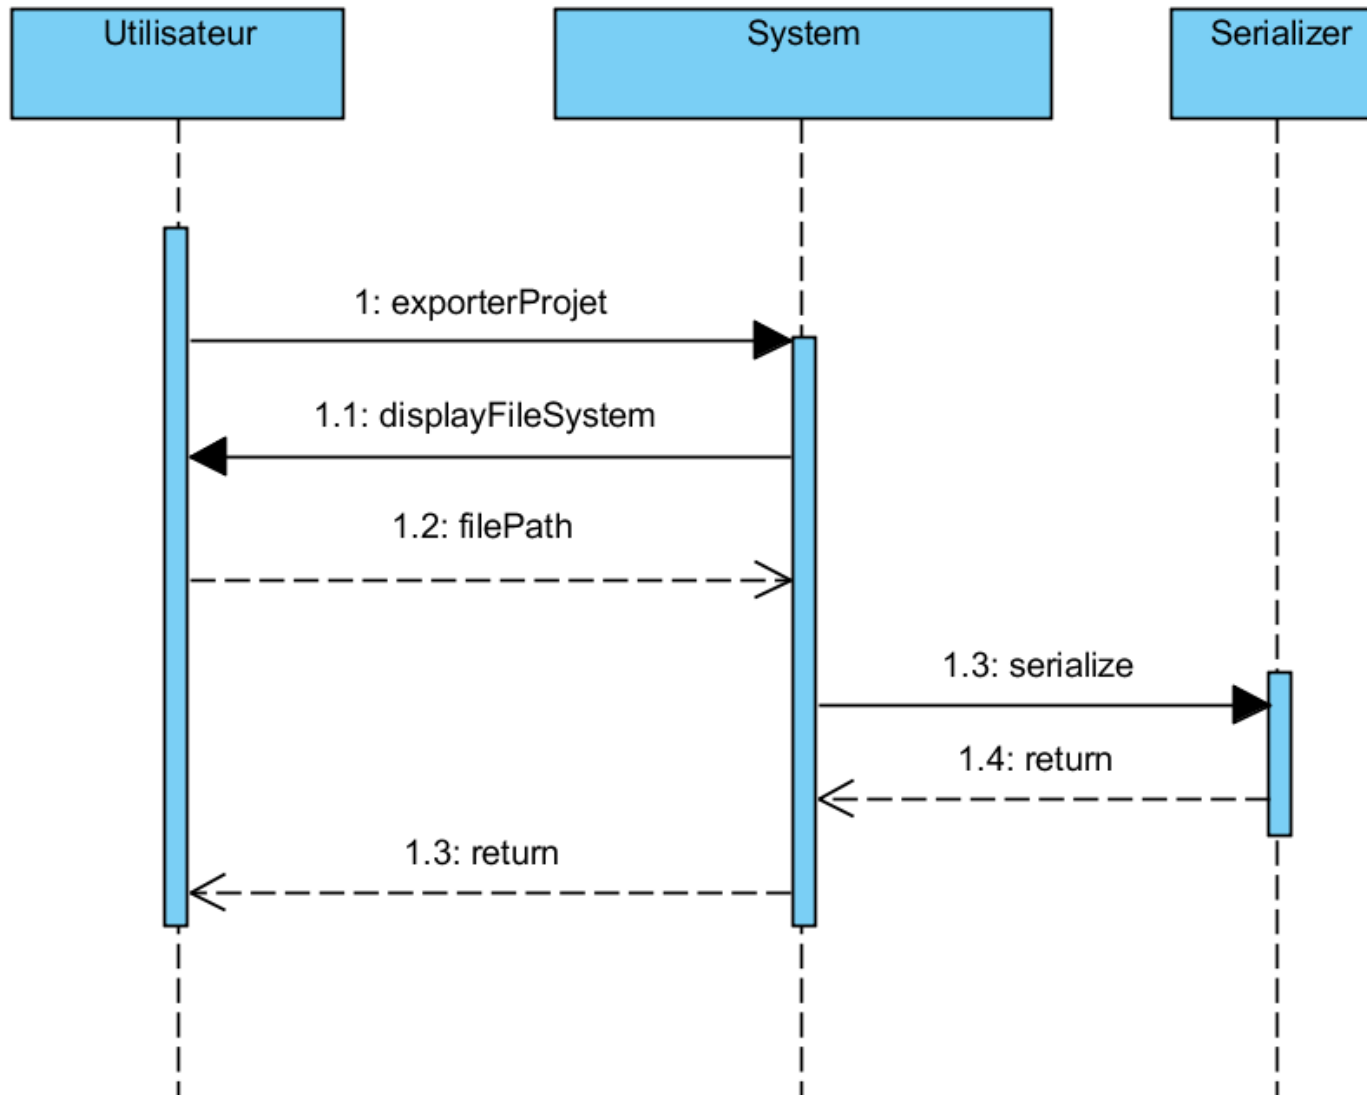 Utilisateur
System
Serializer
1: exporterProjet
1.1: displayFileSystem
1.2: filePath
1.3: serialize
1.4: return
1.3: return